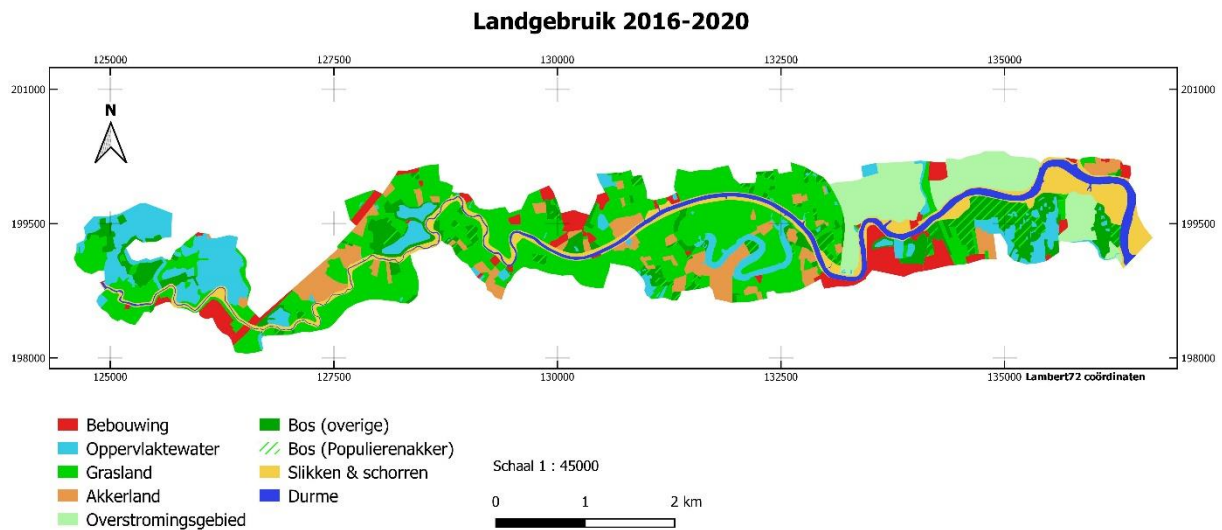 Landgebruik 2016-2020
125000 127500 130000 132500 135000
201000 201000
N
199500 199500
198000 198000
125000 127500 130000 132500 135000 Lambert72 coördinaten
Bebouwing
Oppervlaktewater
Grasland
Akkerland
Overstromingsgebied
Bos (overige)
Bos (Populierenakker)
Slikken & schorren
Durme
Schaal 1 : 45000
0 1 2 km